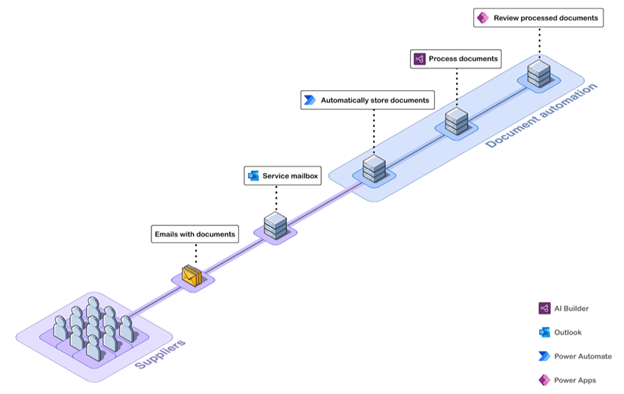 Review processed documents
Process documents
Automatically store documents
Document automation
Service mailbox
Emails with documents
Suppliers
AI Builder
Outlook
Power Automate
Power Apps